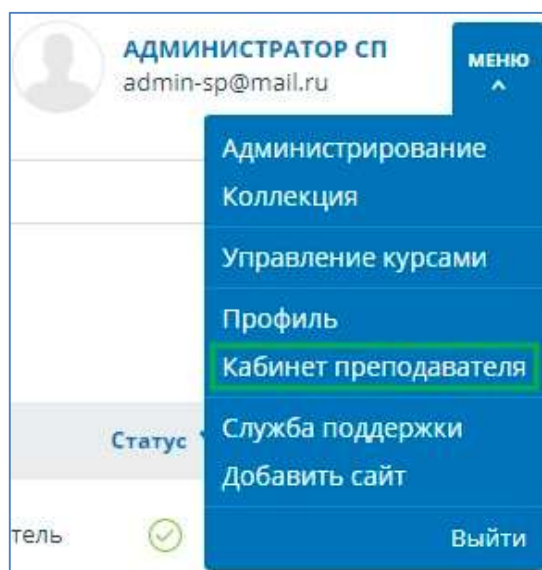 АДМИНИСТРАТОР СП
admin-sp@mail.ru
МЕНЮ
Администрирование
Коллекция
Управление курсами
Профиль
Кабинет преподавателя
Служба поддержки
Добавить сайт
Выйти
Статус
тель